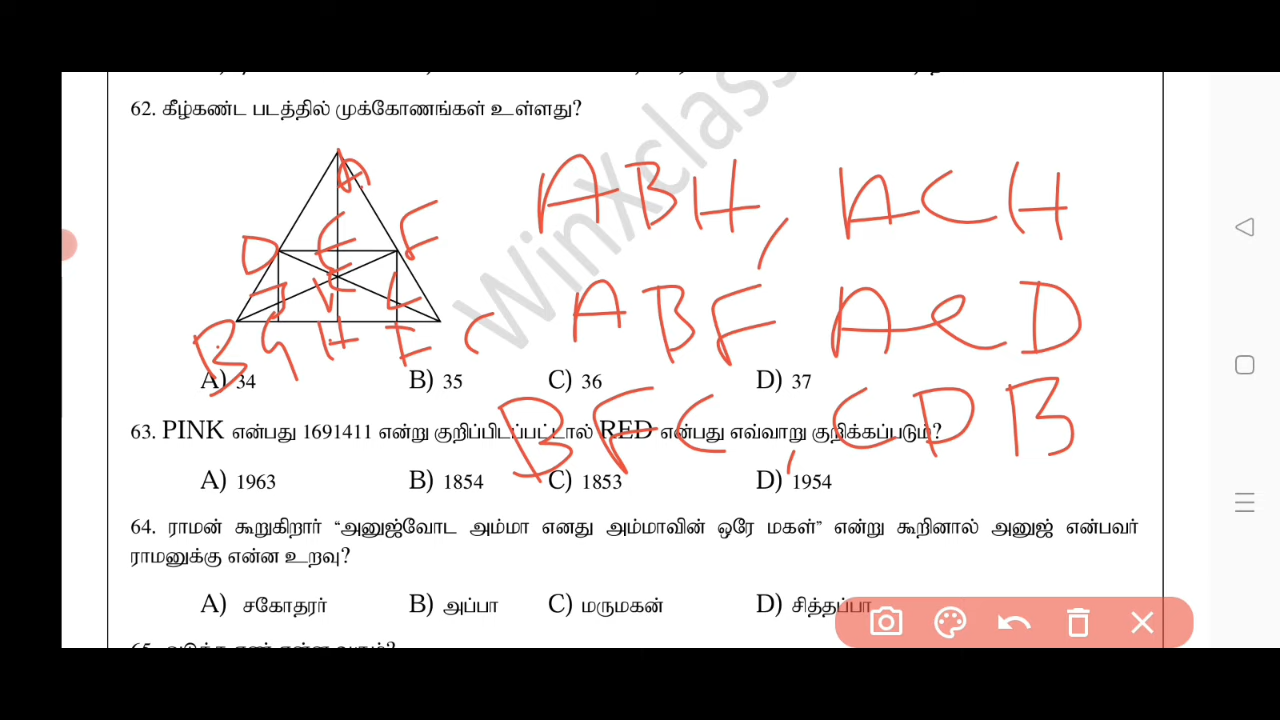 62. கீழ்கண்ட படத்தில் முக்கோணங்கள் உள்ளது?
WinXclass
A
D E F
J K L
B G H I C
ABH, ACH
ABF ACD
BFC, CDB
A) 34 B) 35 C) 36 D) 37
63. PINK என்பது 1691411 என்று குறிப்பிடப்பட்டால் RED என்பது எவ்வாறு குறிக்கப்படும்?
A) 1963 B) 1854 C) 1853 D) 1954
64. ராமன் கூறுகிறார் “அனுஜ்வோட அம்மா எனது அம்மாவின் ஒரே மகள்” என்று கூறினால் அனுஜ் என்பவர்
ராமனுக்கு என்ன உறவு?
A) சகோதரர் B) அப்பா C) மருமகன் D) சித்தப்பா